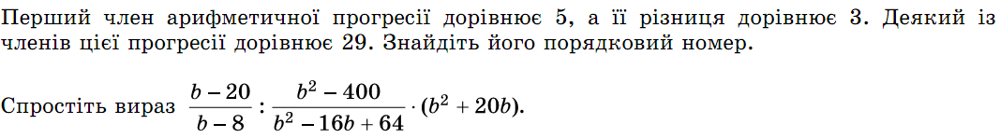 Перший член арифметичної прогресії дорівнює 5, а її різниця дорівнює 3. Деякий із
членів цієї прогресії дорівнює 29. Знайдіть його порядковий номер.
Спростіть вираз \frac{b-20}{b-8} : \frac{b^2-400}{b^2-16b+64} \cdot (b^2+20b).